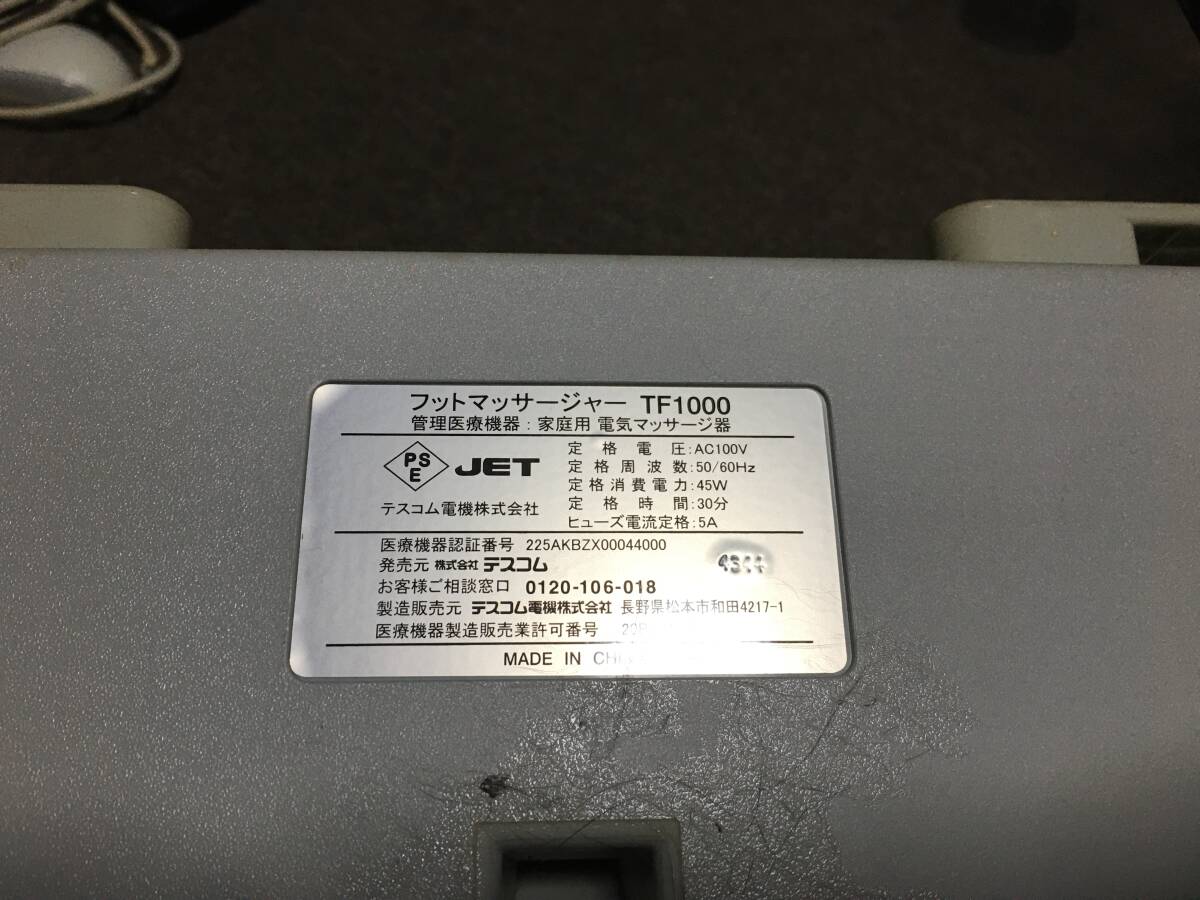 フットマッサージャー TF1000
管理医療機器：家庭用 電気マッサージ器
PSE JET
テスコム電機株式会社
定格電圧:AC100V
定格周波数:50/60Hz
定格消費電力:45W
定格時間:30分
ヒューズ電流定格:5A
医療機器認証番号 225AKBZX00044000
発売元 株式会社 テスコム
お客様ご相談窓口 0120-106-018
製造販売元 テスコム電機株式会社 長野県松本市和田4217-1
医療機器製造販売業許可番号
MADE IN